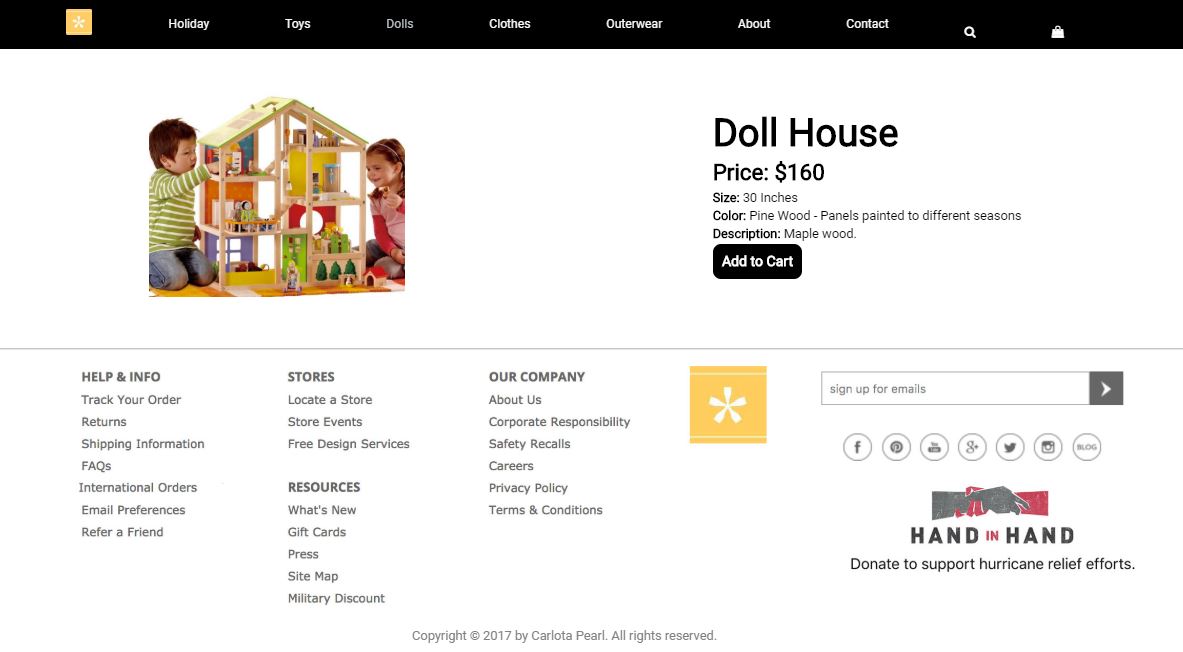 Holiday Toys Dolls Clothes Outerwear About Contact
Doll House
Price: $160
Size: 30 Inches
Color: Pine Wood - Panels painted to different seasons
Description: Maple wood.
Add to Cart
HELP & INFO
Track Your Order
Returns
Shipping Information
FAQs
International Orders
Email Preferences
Refer a Friend
STORES
Locate a Store
Store Events
Free Design Services
RESOURCES
What's New
Gift Cards
Press
Site Map
Military Discount
OUR COMPANY
About Us
Corporate Responsibility
Safety Recalls
Careers
Privacy Policy
Terms & Conditions
sign up for emails
f You Tube g+ BLOG
HAND IN HAND
Donate to support hurricane relief efforts.
Copyright © 2017 by Carlota Pearl. All rights reserved.